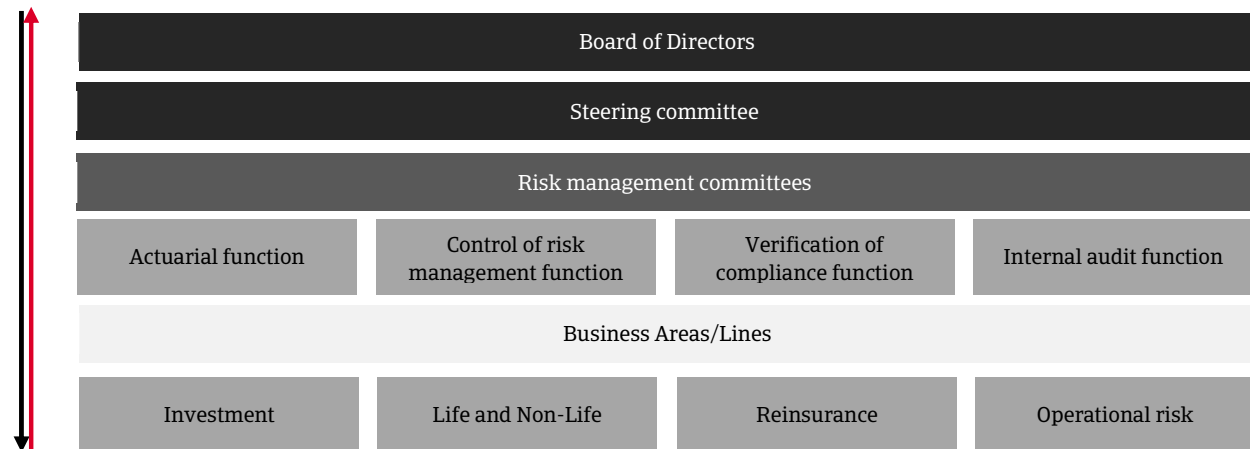 Board of Directors
Steering committee
Risk management committees
Actuarial function
Control of risk
management function
Verification of
compliance function
Internal audit function
Business Areas/Lines
Investment
Life and Non-Life
Reinsurance
Operational risk